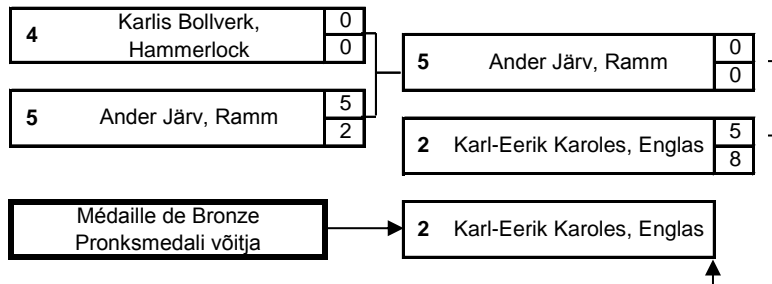 4 Karlis Bollverk, Hammerlock 0 0
5 Ander Järv, Ramm 5 2
5 Ander Järv, Ramm 0 0
2 Karl-Eerik Karoles, Englas 5 8
Médaille de Bronze
Pronksmedali võitja
2 Karl-Eerik Karoles, Englas